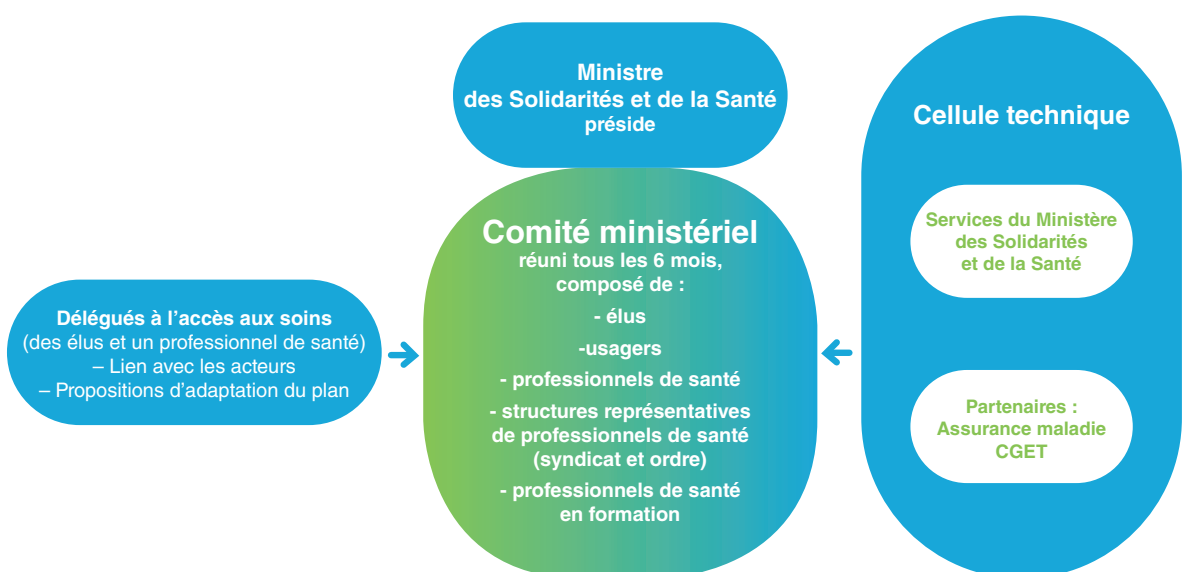 Ministre
des Solidarités et de la Santé
préside
Comité ministériel
réuni tous les 6 mois,
composé de :
- élus
-usagers
- professionnels de santé
- structures représentatives
de professionnels de santé
(syndicat et ordre)
- professionnels de santé
en formation
Délégués à l'accès aux soins
(des élus et un professionnel de santé)
– Lien avec les acteurs
– Propositions d'adaptation du plan
Cellule technique
Services du Ministère
des Solidarités
et de la Santé
Partenaires :
Assurance maladie
CGET